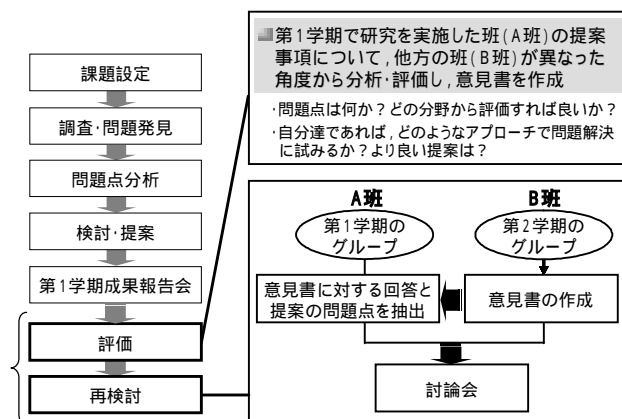 課題設定
調査・問題発見
問題点分析
検討・提案
第1学期成果報告会
評価
再検討
第1学期で研究を実施した班(A班)の提案
事項について,他方の班(B班)が異なった
角度から分析・評価し,意見書を作成
・問題点は何か?どの分野から評価すれば良いか?
・自分達であれば,どのようなアプローチで問題解決
に試みるか?より良い提案は?
A班
第1学期の
グループ
B班
第2学期の
グループ
意見書に対する回答と
提案の問題点を抽出
意見書の作成
討論会